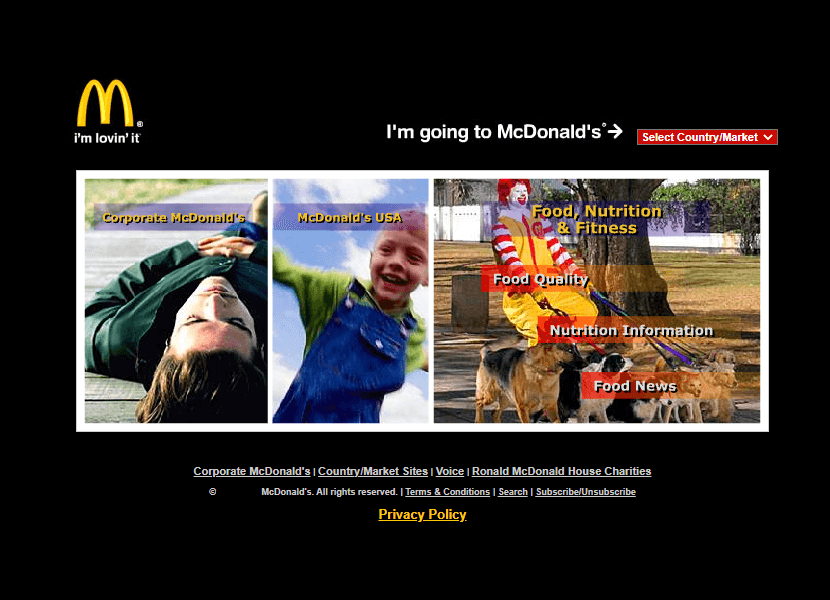 i'm lovin' it
I'm going to McDonald's®→
Select Country/Market
Corporate McDonald's
McDonald's USA
Food, Nutrition
& Fitness
Food Quality
Nutrition Information
Food News
Corporate McDonald's | Country/Market Sites | Voice | Ronald McDonald House Charities
© McDonald's. All rights reserved. | Terms & Conditions | Search | Subscribe/Unsubscribe
Privacy Policy